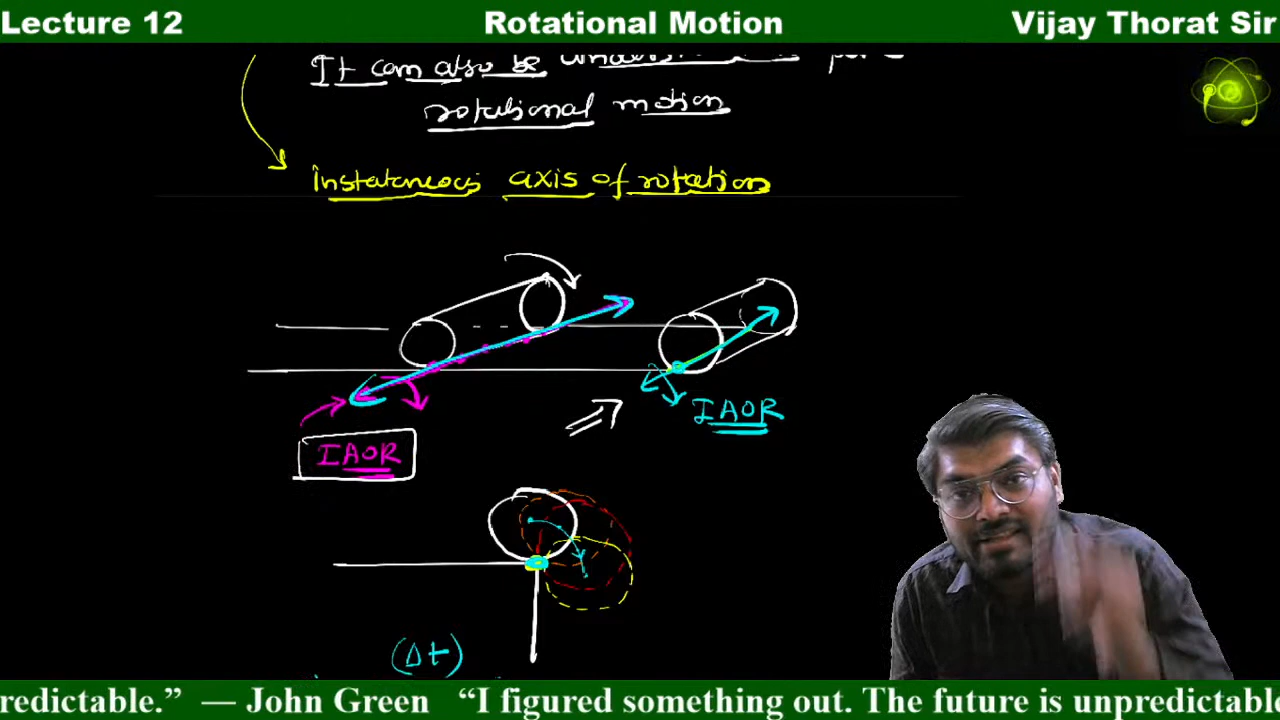 Lecture 12
Rotational Motion
Vijay Thorat Sir
It can also be
rotational motion
Instataneous axis of rotation
IAOR
IAOR
(Δt)
redictable.” — John Green “I figured something out. The future is unpredictable